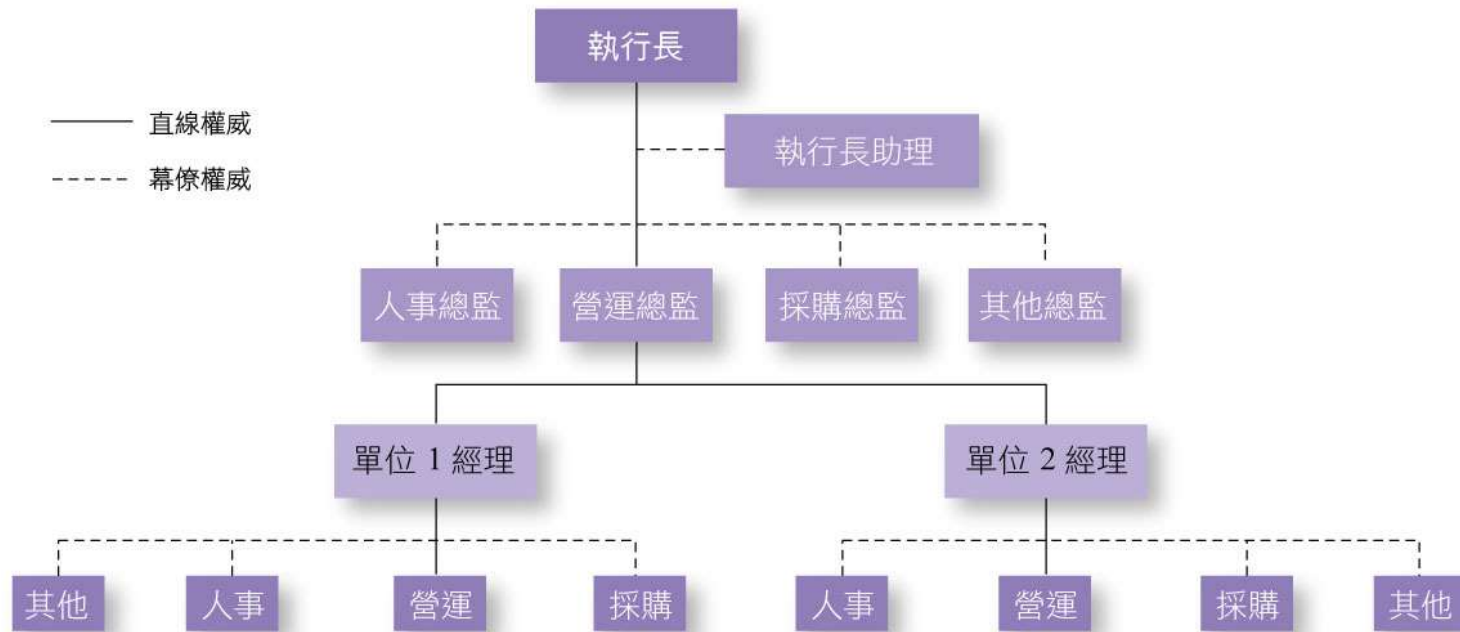 執行長
直線權威
執行長助理
幕僚權威
人事總監
營運總監
採購總監
其他總監
單位 1 經理
單位 2 經理
其他
人事
營運
採購
人事
營運
採購
其他